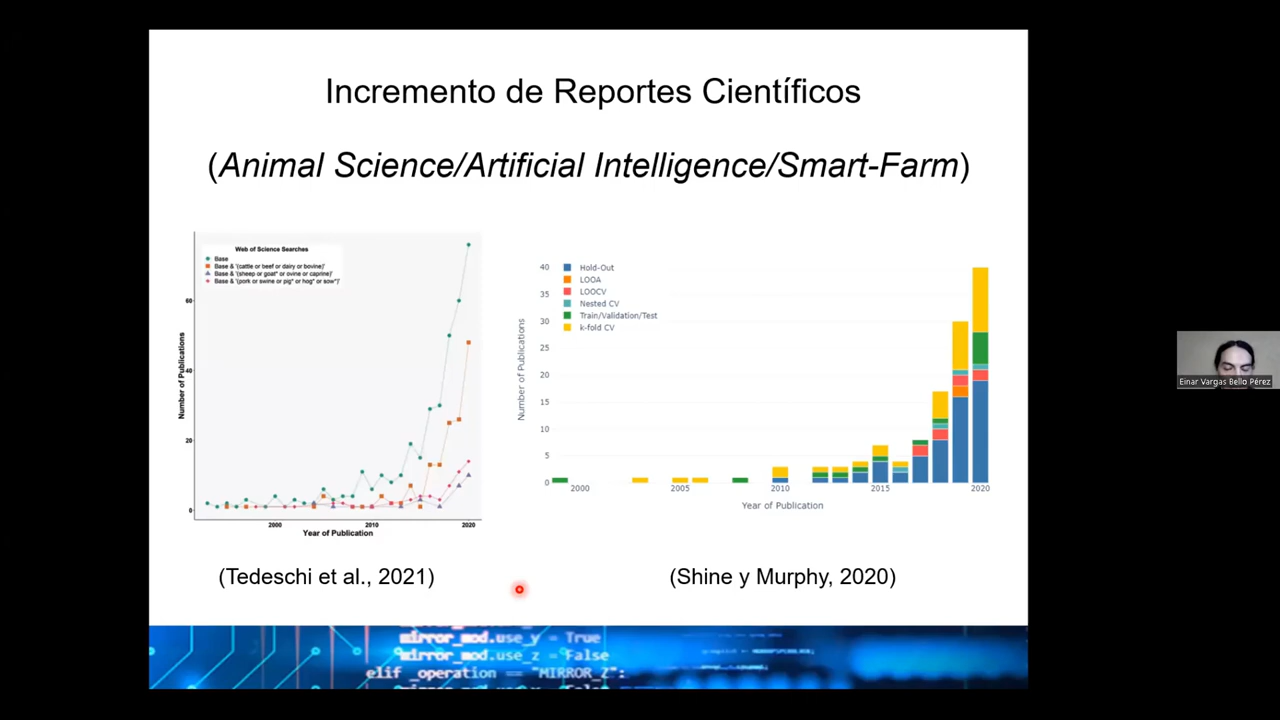 Incremento de Reportes Científicos
(Animal Science/Artificial Intelligence/Smart-Farm)
Web of Science Searches
Base
Base & '(cattle or beef or dairy or bovine)'
Base & '(sheep or goat* or ovine or caprine)'
Base & '(pork or swine or pig* or hog* or sow*)'
60
40
20
0
Number of Publications
2000
2010
2020
Year of Publication
(Tedeschi et al., 2021)
Hold-Out
LOOA
LOOCV
Nested CV
Train/Validation/Test
k-fold CV
40
35
30
25
20
15
10
5
0
Number of Publications
2000
2005
2010
2015
2020
Year of Publication
(Shine y Murphy, 2020)
Einar Vargas Bello Pérez
mirror_mod.use_y = True
mirror_mod.use_z = False
elif _operation == "MIRROR_Z":